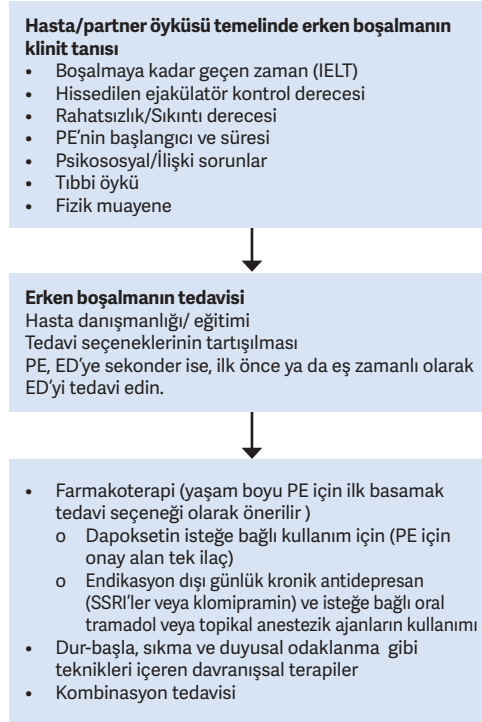 Hasta/partner öyküsü temelinde erken boşalmanın
klinit tanısı
• Boşalmaya kadar geçen zaman (IELT)
• Hissedilen ejakülatör kontrol derecesi
• Rahatsızlık/Sıkıntı derecesi
• PE'nin başlangıcı ve süresi
• Psikososyal/İlişki sorunlar
• Tıbbi öykü
• Fizik muayene
Erken boşalmanın tedavisi
Hasta danışmanlığı/ eğitimi
Tedavi seçeneklerinin tartışılması
PE, ED'ye sekonder ise, ilk önce ya da eş zamanlı olarak
ED'yi tedavi edin.
• Farmakoterapi (yaşam boyu PE için ilk basamak
tedavi seçeneği olarak önerilir )
o Dapoksetin isteğe bağlı kullanım için (PE için
onay alan tek ilaç)
o Endikasyon dışı günlük kronik antidepresan
(SSRI'ler veya klomipramin) ve isteğe bağlı oral
tramadol veya topikal anestezik ajanların kullanımı
• Dur-başla, sıkma ve duyusal odaklanma gibi
teknikleri içeren davranışsal terapiler
• Kombinasyon tedavisi